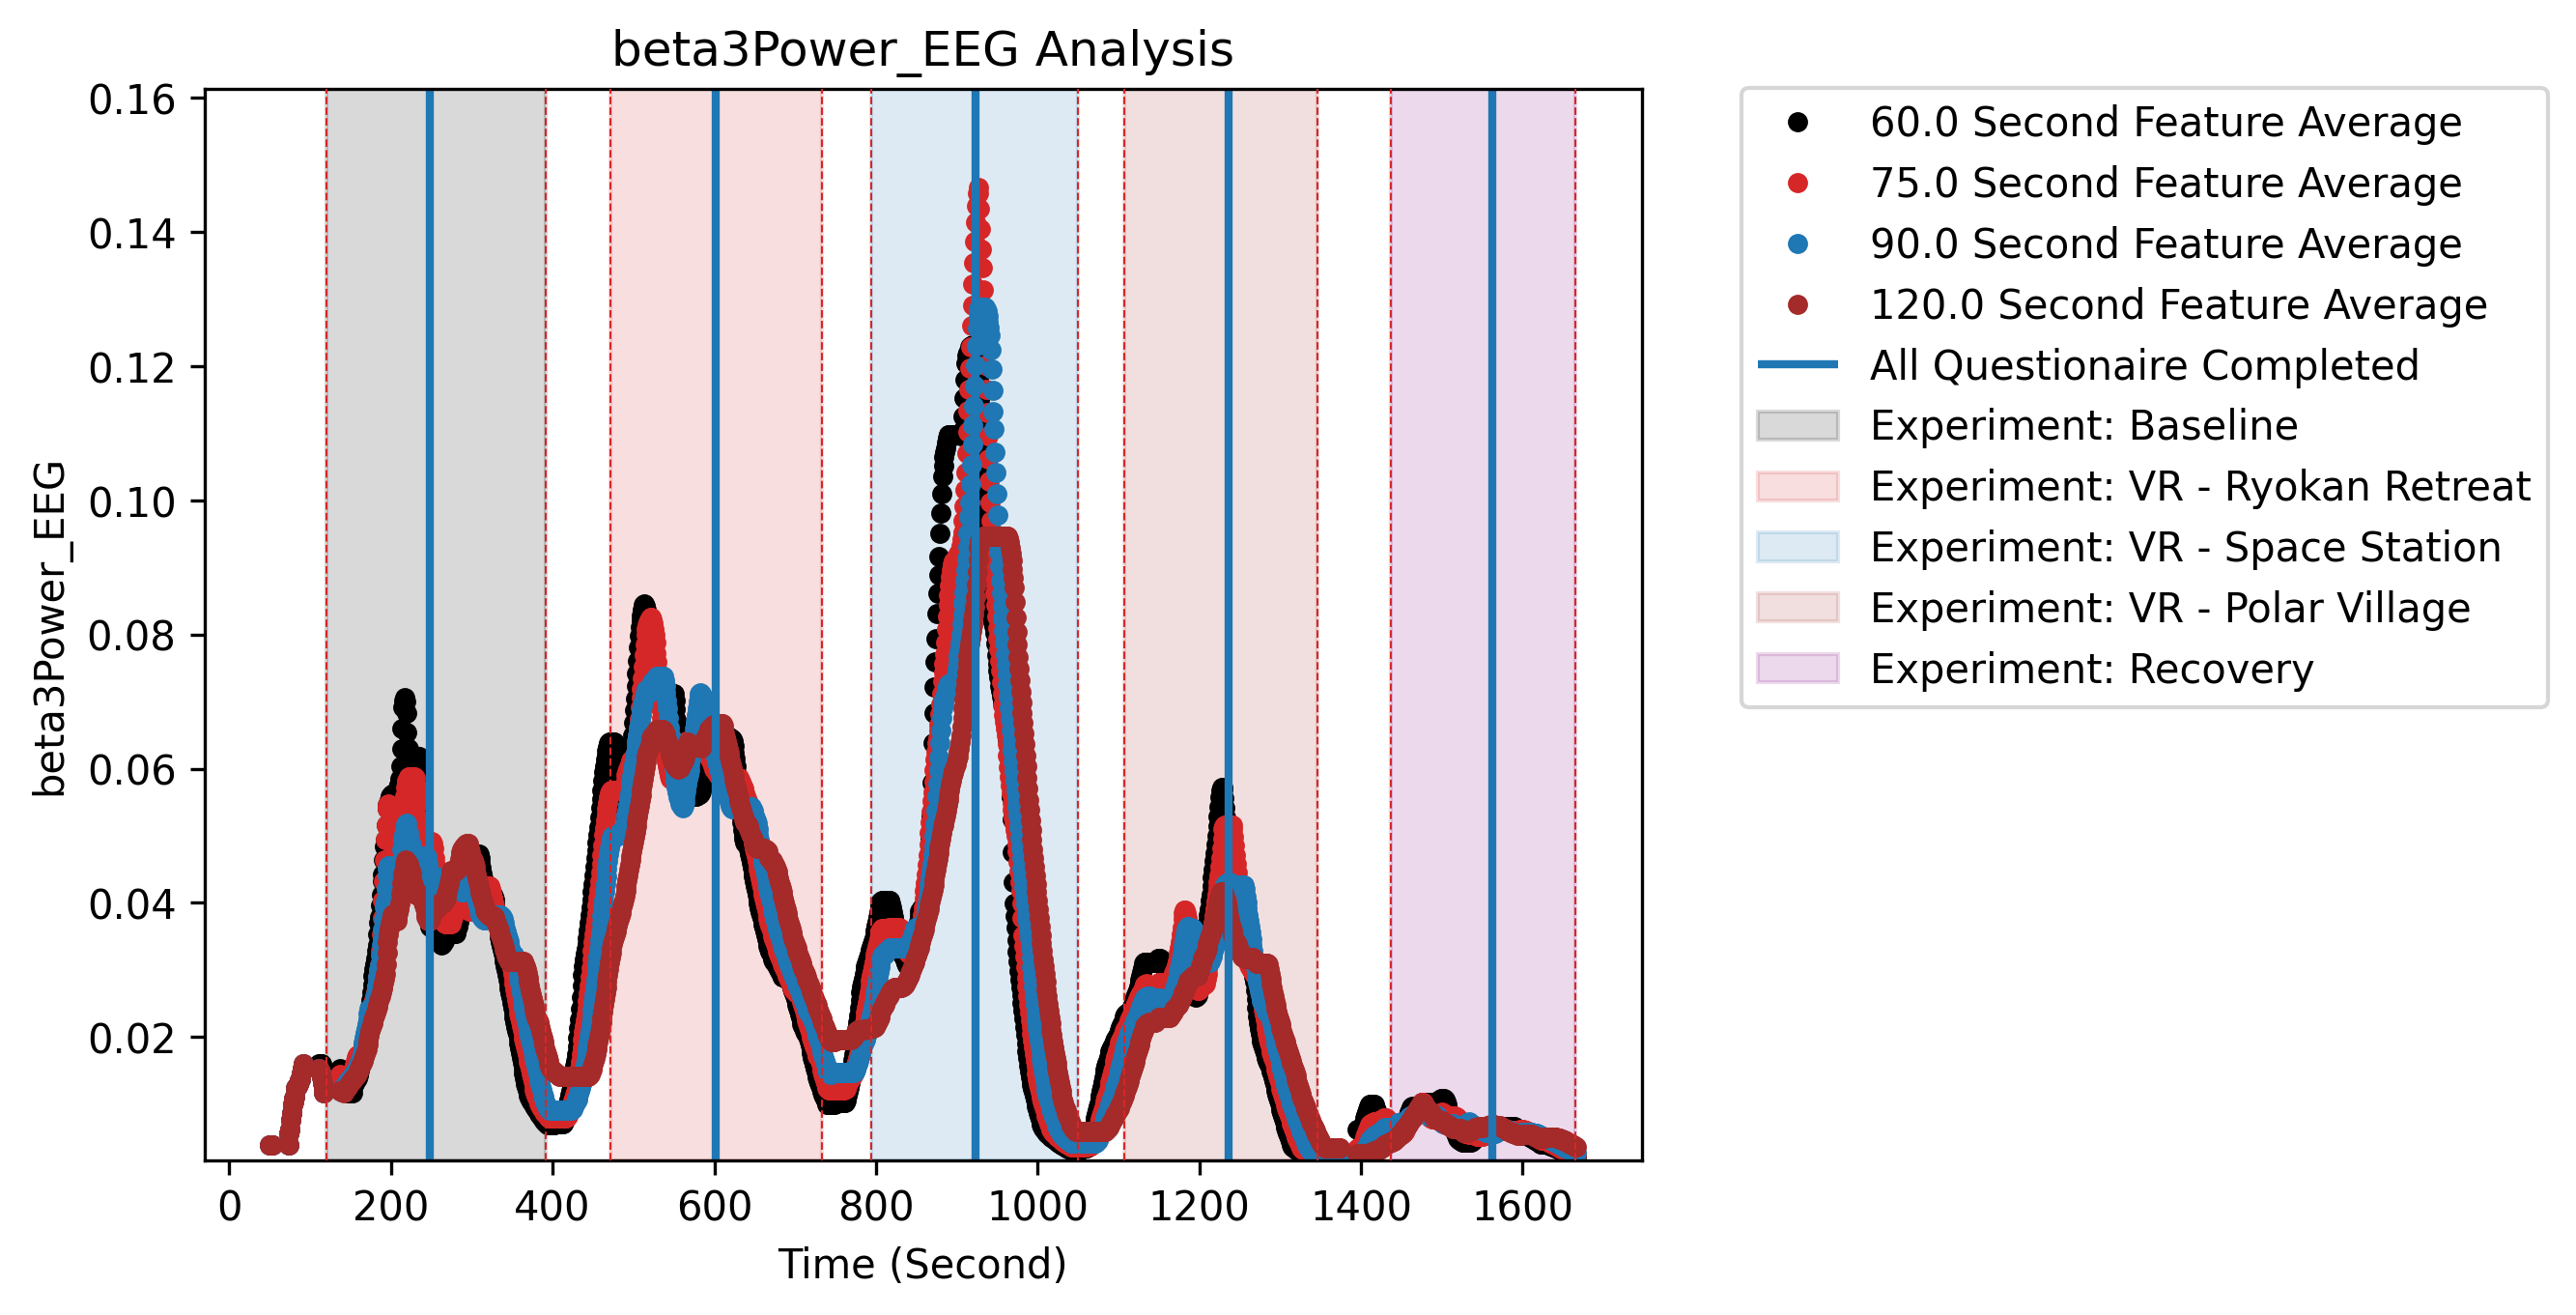 beta3Power_EEG Analysis
0.16
0.14
0.12
0.10
0.08
0.06
0.04
0.02
beta3Power_EEG
0 200 400 600 800 1000 1200 1400 1600
Time (Second)
60.0 Second Feature Average
75.0 Second Feature Average
90.0 Second Feature Average
120.0 Second Feature Average
All Questionaire Completed
Experiment: Baseline
Experiment: VR - Ryokan Retreat
Experiment: VR - Space Station
Experiment: VR - Polar Village
Experiment: Recovery